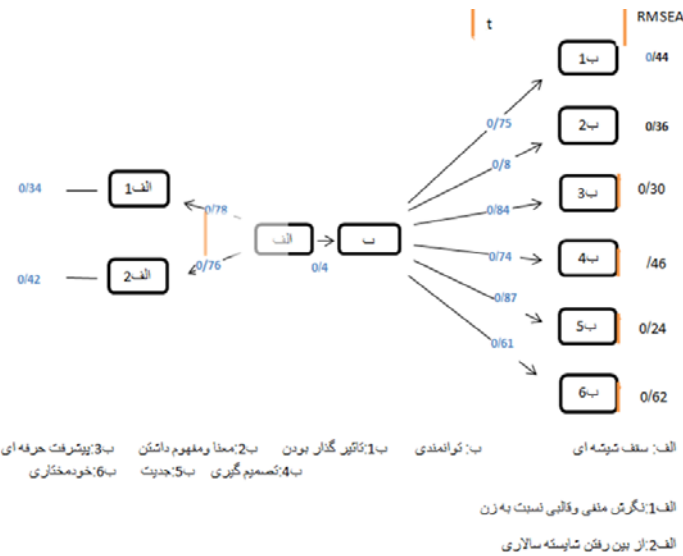 t
RMSEA
ب1
0/44
0/75
ب2
0/36
0/8
ب3
0/30
0/84
ب4
/46
0/74
ب5
0/24
0/87
ب6
0/62
0/61
الف
ب
0/4
الف1
0/34
0/78
الف2
0/42
0/76
الف: سقف شیشه ای ب: توانمندی ب1:تاثیر گذار بودن ب2:معنا ومفهوم داشتن ب3:پیشرفت حرفه ای
ب4:تصمیم گیری ب5:جدیت ب6:خودمختاری
الف1:نگرش منفی وقالبی نسبت به زن
الف2:از بین رفتن شایسته سالاری